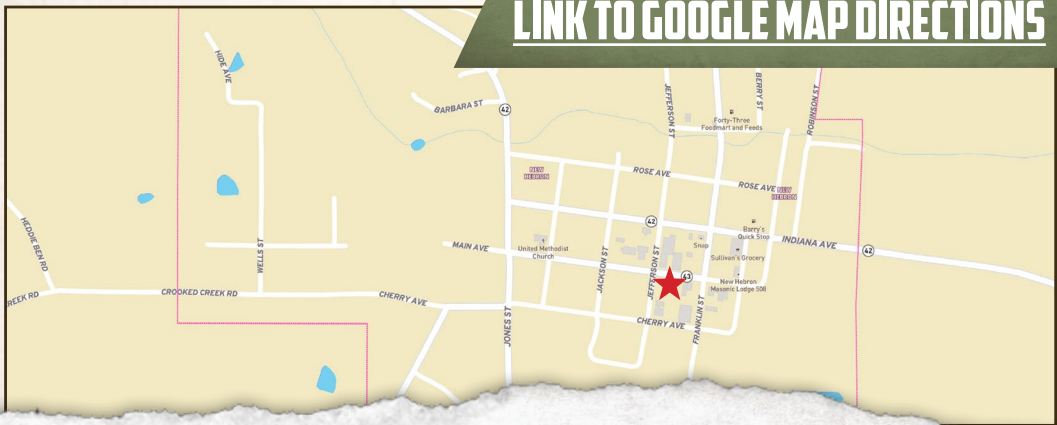 LINK TO GOOGLE MAP DIRECTIONS
HIDE AVE
BARBARA ST
42
JEFFERSON ST
BERRY ST
ROBINSON ST
Forty-Three
Foodmart and Feeds
NEW
HEBRON
ROSE AVE
ROSE AVE
NEW
HEBRON
HEDDIE BEN RD
WELLS ST
MAIN AVE
United Methodist
Church
JACKSON ST
42
JEFFERSON ST
Snap
Barry's
Quick Stop
Sullivan's Grocery
INDIANA AVE
42
43
New Hebron
Masonic Lodge 508
REEK RD
CROOKED CREEK RD
CHERRY AVE
JONES ST
CHERRY AVE
FRANKLIN ST